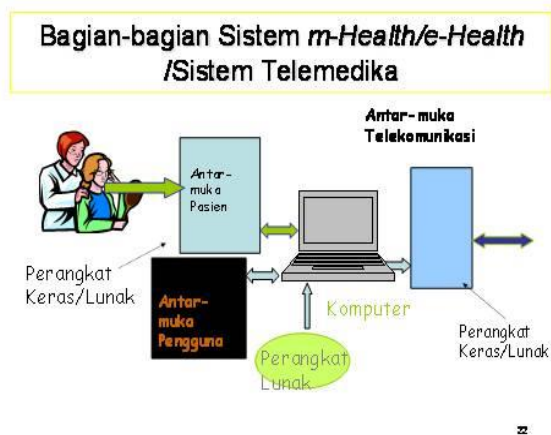 Bagian-bagian Sistem m-Health/e-Health
/Sistem Telemedika
Antar-muka
Telekomunikasi
Antar-
muka
Pasien
Perangkat
Keras/Lunak
Antar-
muka
Pengguna
Komputer
Perangkat
Lunak
Perangkat
Keras/Lunak
22